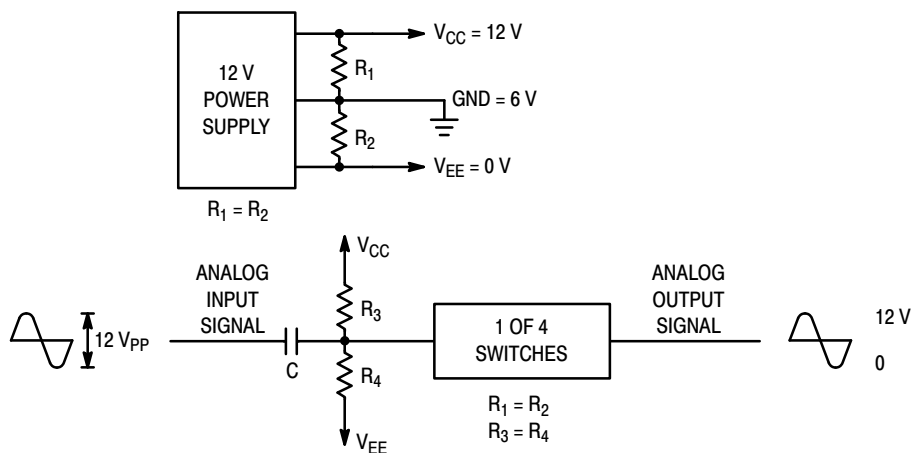 12 V
POWER
SUPPLY
V_CC = 12 V
R_1
GND = 6 V
R_2
V_EE = 0 V
R_1 = R_2
12 V_PP
ANALOG
INPUT
SIGNAL
C
V_CC
R_3
R_4
V_EE
1 OF 4
SWITCHES
R_1 = R_2
R_3 = R_4
ANALOG
OUTPUT
SIGNAL
12 V
0